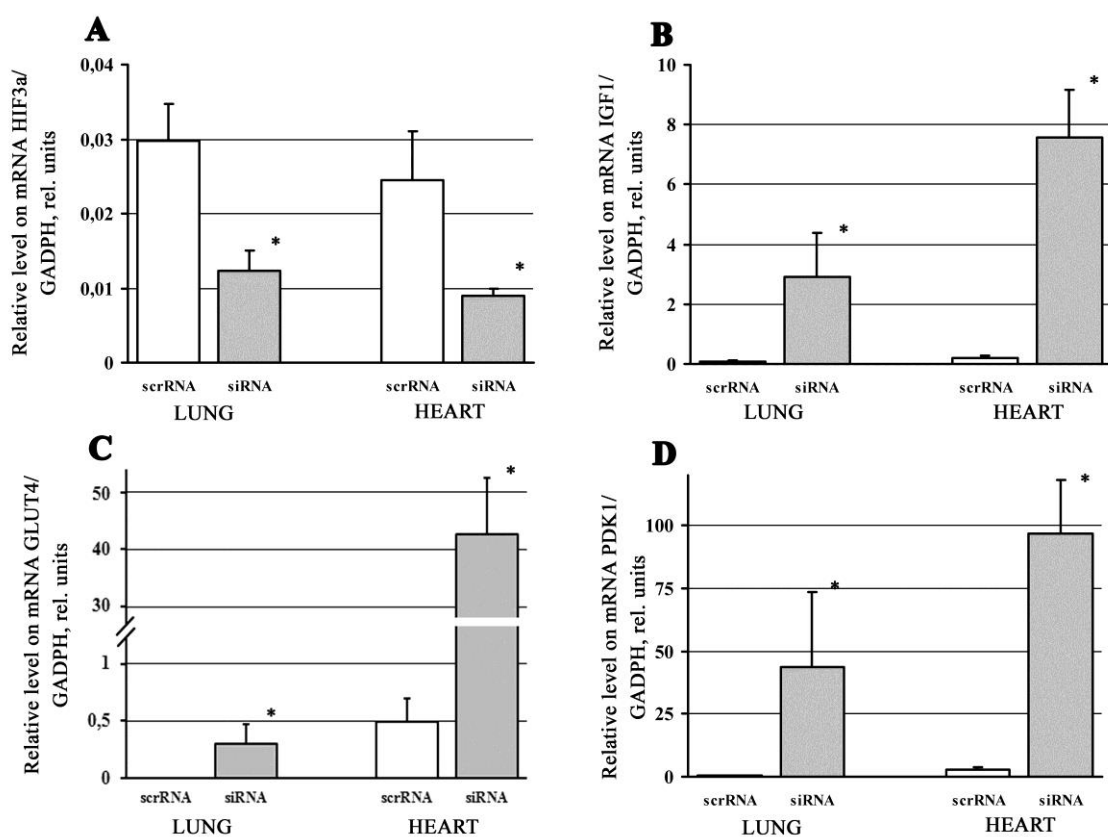 A
Relative level on mRNA HIF3a/
GADPH, rel. units
0,04
0,03
0,02
0,01
0
*
*
scrRNA siRNA scrRNA siRNA
LUNG HEART
B
Relative level on mRNA IGF1/
GADPH, rel. units
10
8
6
4
2
0
*
*
scrRNA siRNA scrRNA siRNA
LUNG HEART
C
Relative level on mRNA GLUT4/
GADPH, rel. units
50
40
30
1
0,5
0
*
*
scrRNA siRNA scrRNA siRNA
LUNG HEART
D
Relative level on mRNA PDK1/
GADPH, rel. units
100
75
50
25
0
*
*
scrRNA siRNA scrRNA siRNA
LUNG HEART